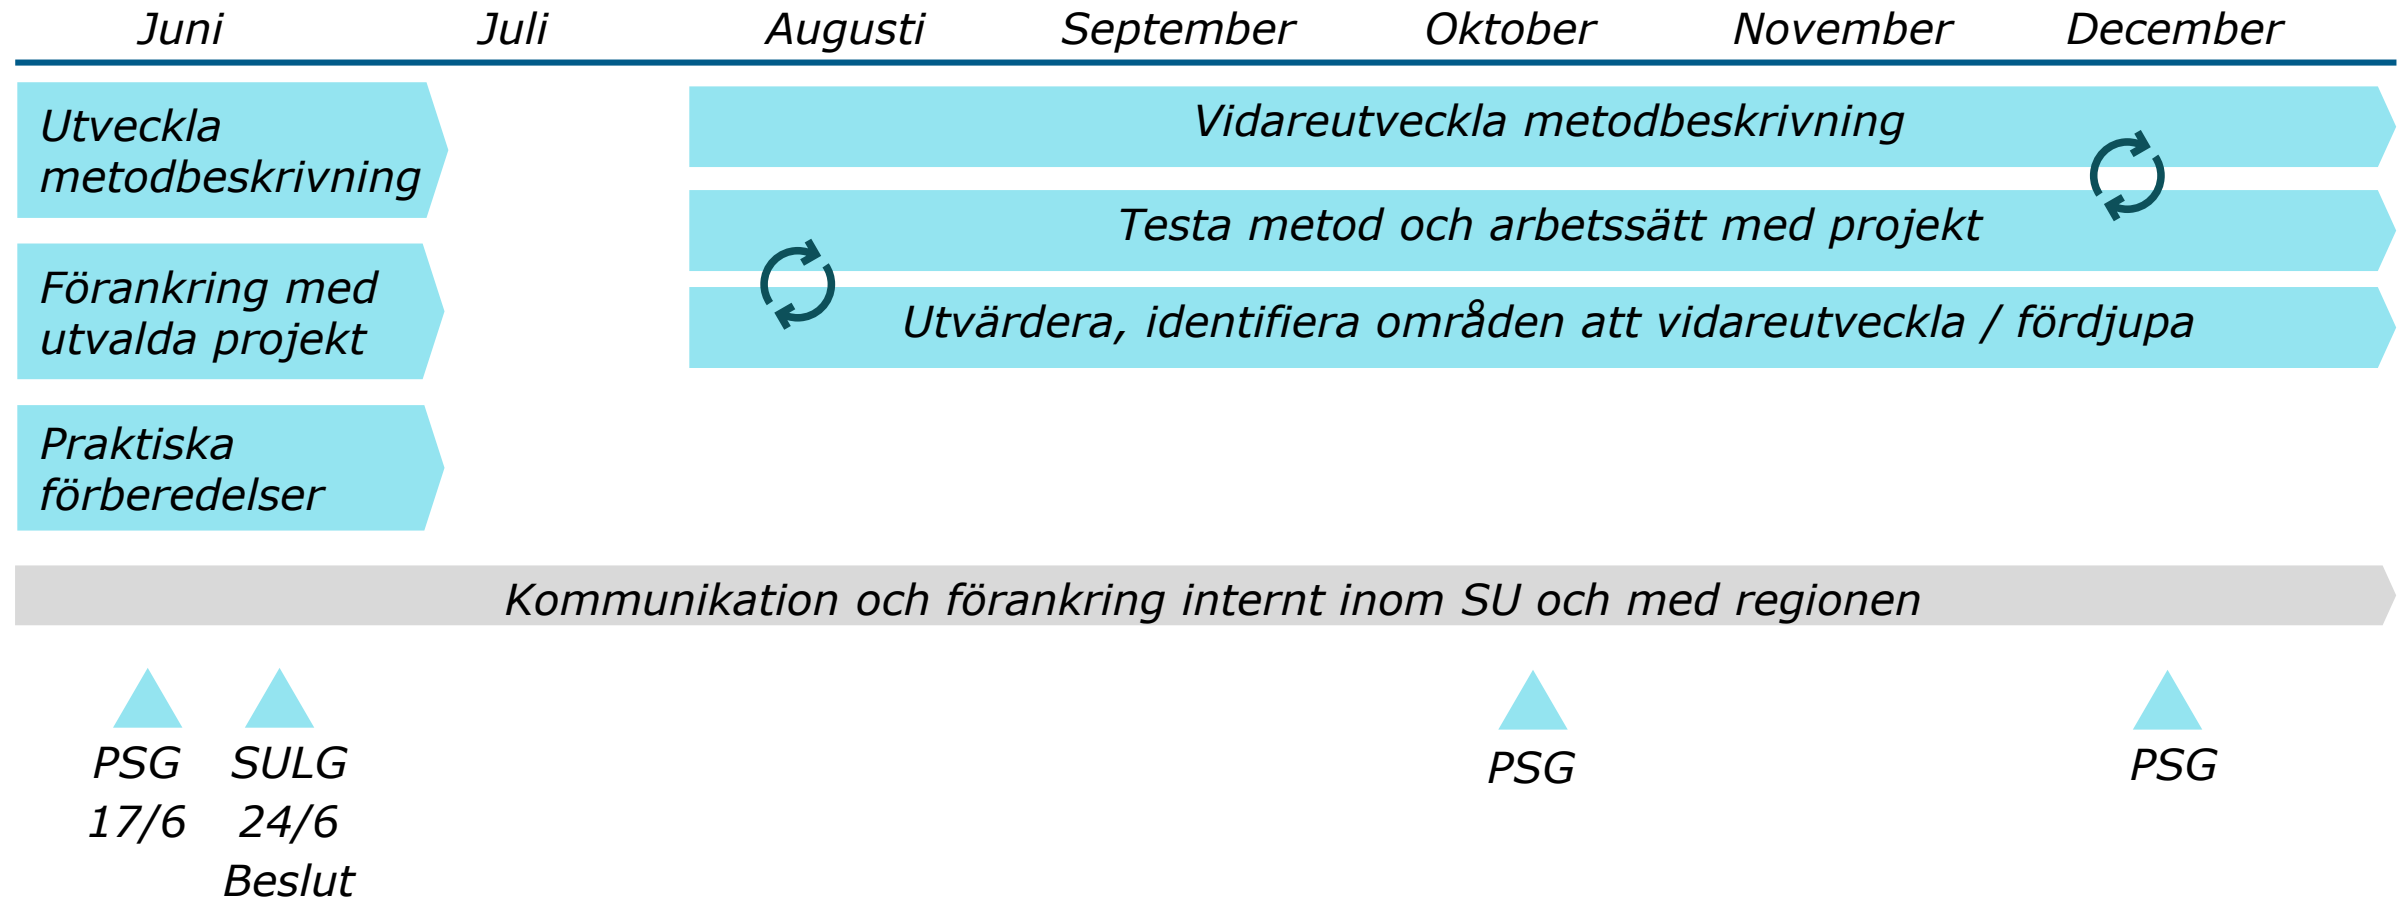 Juni Juli Augusti September Oktober November December
Utveckla
metodbeskrivning
Vidareutveckla metodbeskrivning
Testa metod och arbetssätt med projekt
Förankring med
utvalda projekt
Utvärdera, identifiera områden att vidareutveckla / fördjupa
Praktiska
förberedelser
Kommunikation och förankring internt inom SU och med regionen
PSG
17/6
SULG
24/6
Beslut
PSG
PSG